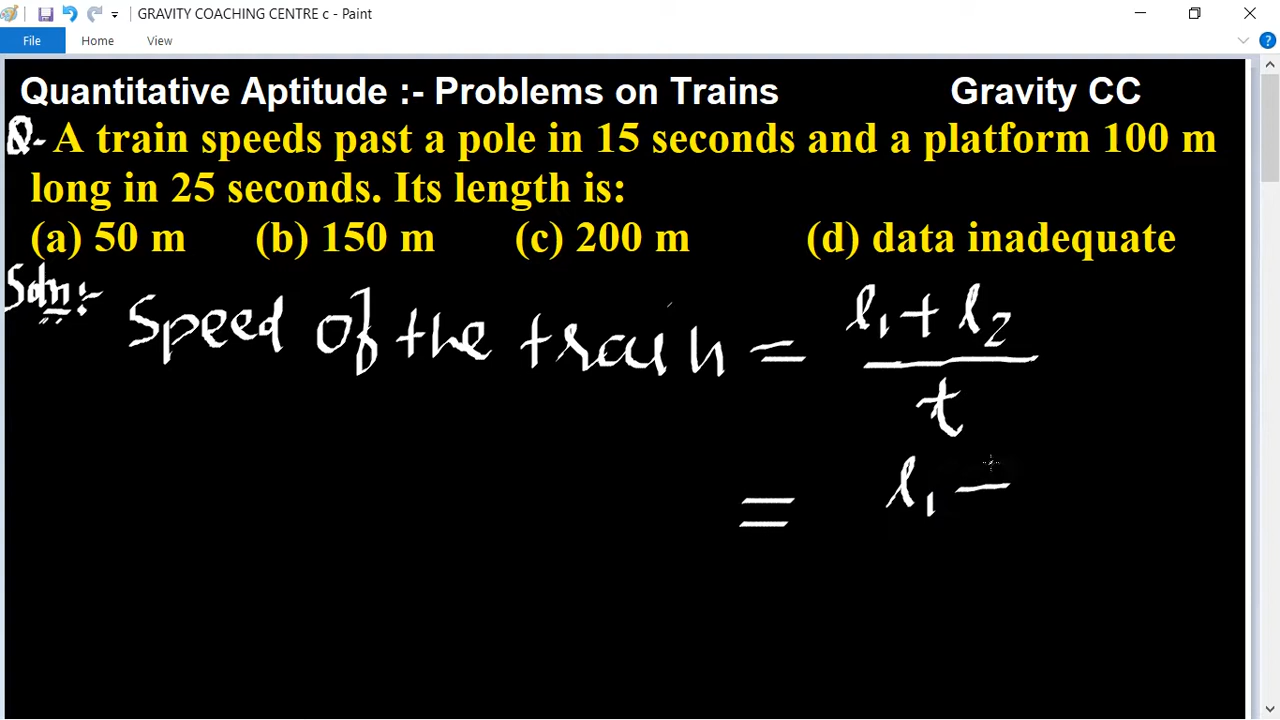 GRAVITY COACHING CENTRE c - Paint
File Home View
Quantitative Aptitude :- Problems on Trains Gravity CC
Q- A train speeds past a pole in 15 seconds and a platform 100 m
long in 25 seconds. Its length is:
(a) 50 m (b) 150 m (c) 200 m (d) data inadequate
Soln:- Speed of the train = l₁ + l₂
t
= l₁ −